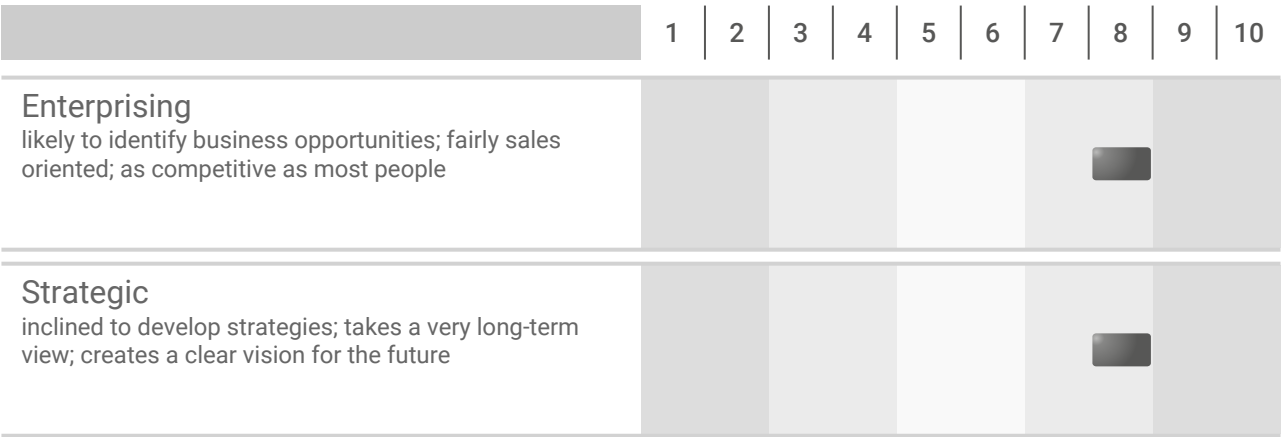 1 2 3 4 5 6 7 8 9 10
Enterprising
likely to identify business opportunities; fairly sales
oriented; as competitive as most people
Strategic
inclined to develop strategies; takes a very long-term
view; creates a clear vision for the future